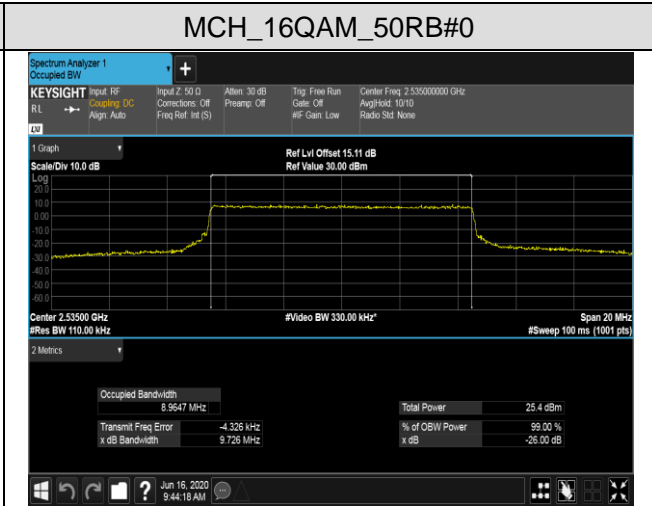 MCH_16QAM_50RB#0
Spectrum Analyzer 1
Occupied BW
+
KEYSIGHT Input: RF Input Z: 50 Ω Atten: 30 dB Trig: Free Run Center Freq: 2.535000000 GHz
RL Coupling: DC Corrections: Off Preamp: Off Gate: Off Avg|Hold: 10/10
Align: Auto Freq Ref: Int (S) #IF Gain: Low Radio Std: None
LXI
1 Graph
Ref Lvl Offset 15.11 dB
Scale/Div 10.0 dB Ref Value 30.00 dBm
Log
20.0
10.0
0.00
-10.0
-20.0
-30.0
-40.0
-50.0
-60.0
Center 2.53500 GHz #Video BW 330.00 kHz* Span 20 MHz
#Res BW 110.00 kHz #Sweep 100 ms (1001 pts)
2 Metrics
Occupied Bandwidth
8.9647 MHz Total Power 25.4 dBm
Transmit Freq Error -4.326 kHz % of OBW Power 99.00 %
x dB Bandwidth 9.726 MHz x dB -26.00 dB
? Jun 16, 2020
9:44:18 AM